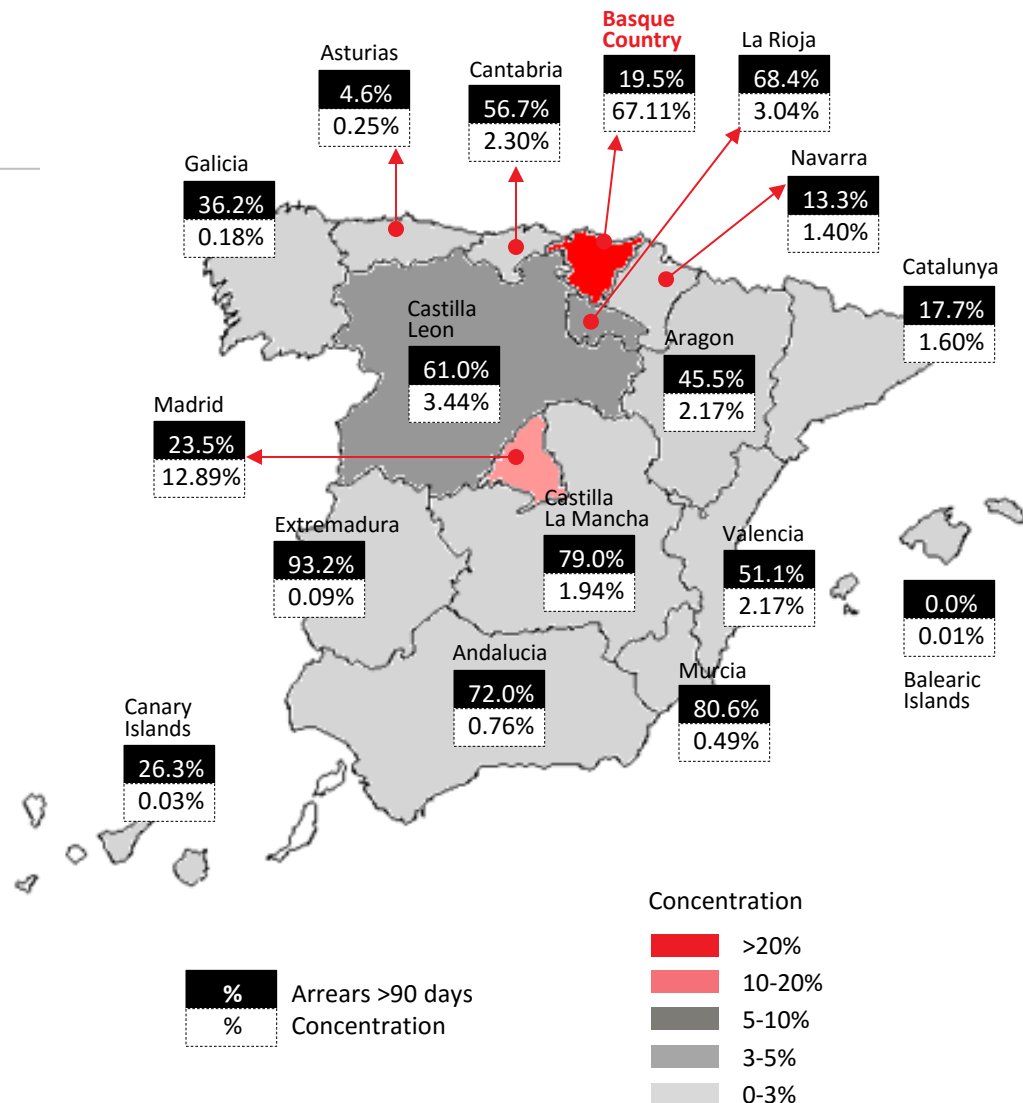 Basque
Country
19.5%
67.11%
La Rioja
68.4%
3.04%
Asturias
4.6%
0.25%
Cantabria
56.7%
2.30%
Galicia
36.2%
0.18%
Navarra
13.3%
1.40%
Catalunya
17.7%
1.60%
Castilla
Leon
61.0%
3.44%
Aragon
45.5%
2.17%
Madrid
23.5%
12.89%
Castilla
La Mancha
79.0%
1.94%
Extremadura
93.2%
0.09%
Valencia
51.1%
2.17%
0.0%
0.01%
Balearic
Islands
Andalucia
72.0%
0.76%
Murcia
80.6%
0.49%
Canary
Islands
26.3%
0.03%
Concentration
>20%
10-20%
5-10%
3-5%
0-3%
% Arrears >90 days
% Concentration